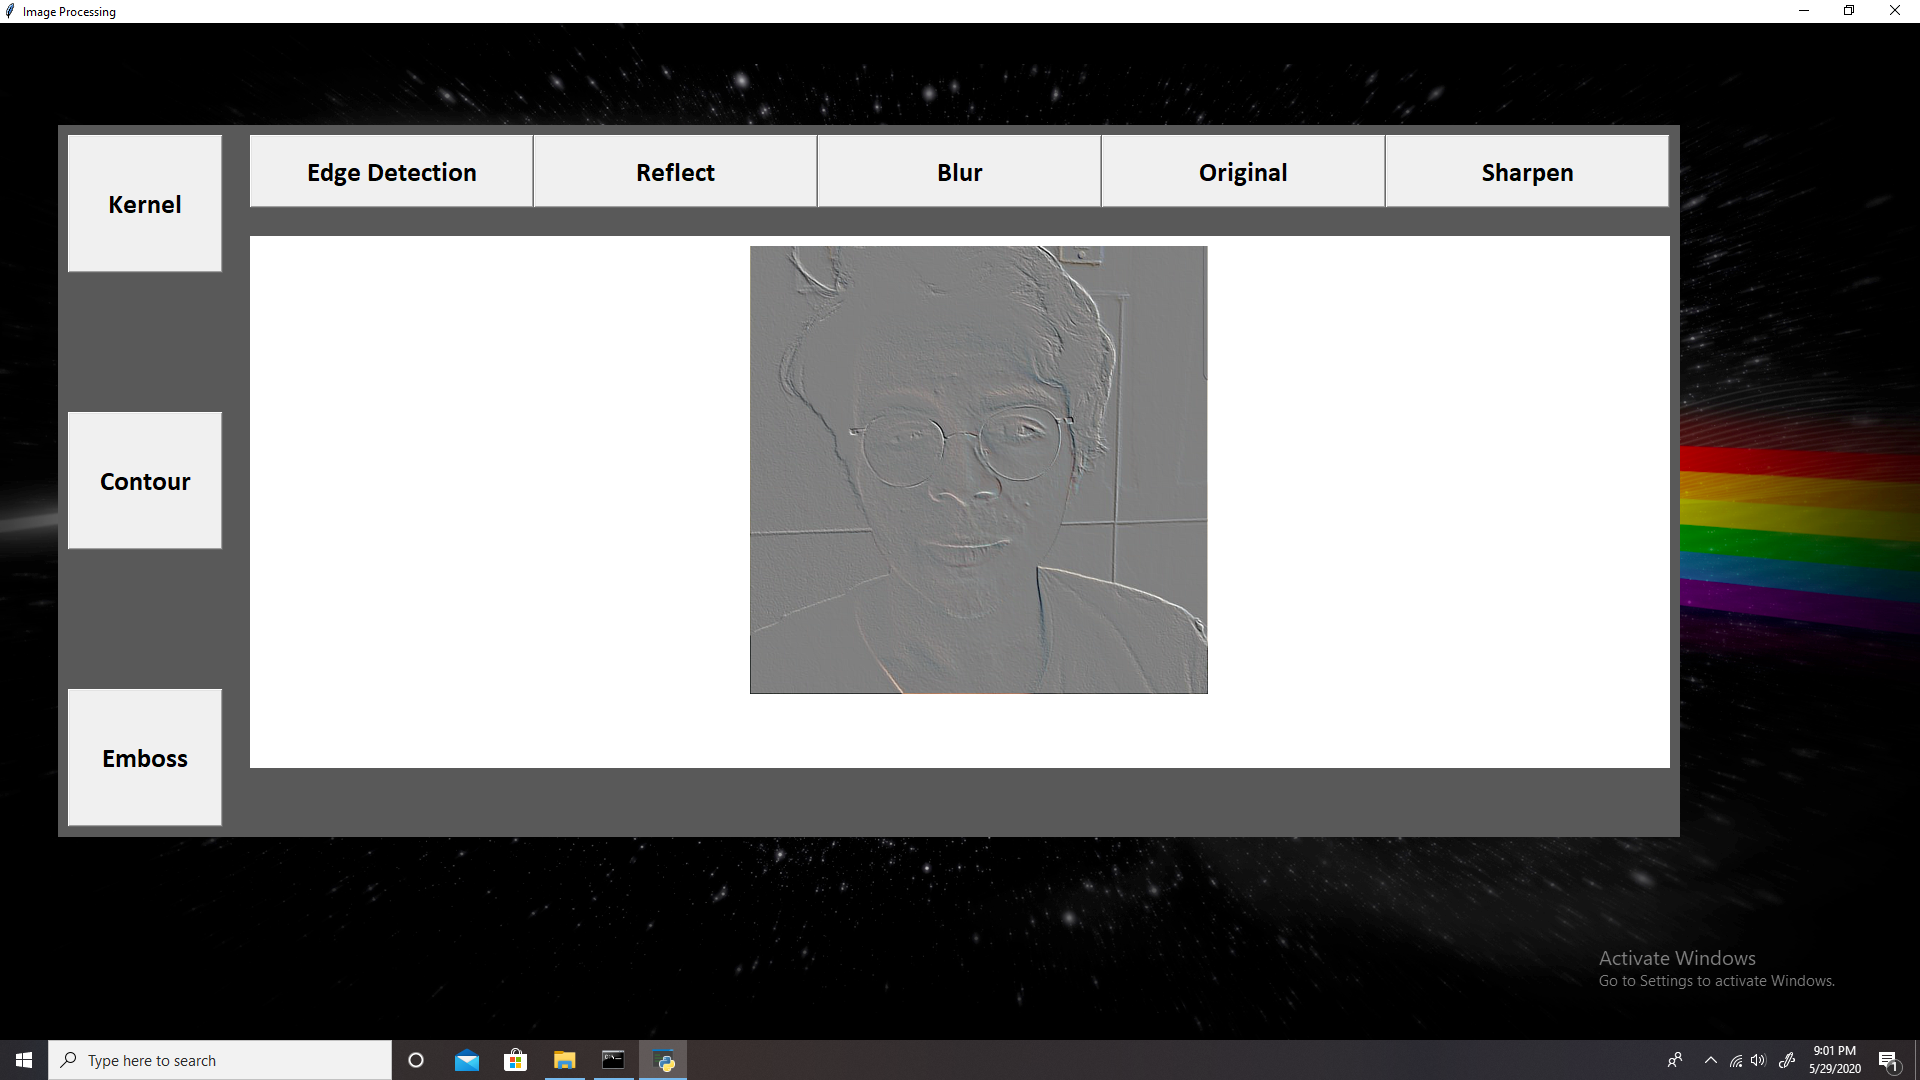 Image Processing
Kernel
Edge Detection
Reflect
Blur
Original
Sharpen
Contour
Emboss
Activate Windows
Go to Settings to activate Windows.
Type here to search
9:01 PM
5/29/2020
1